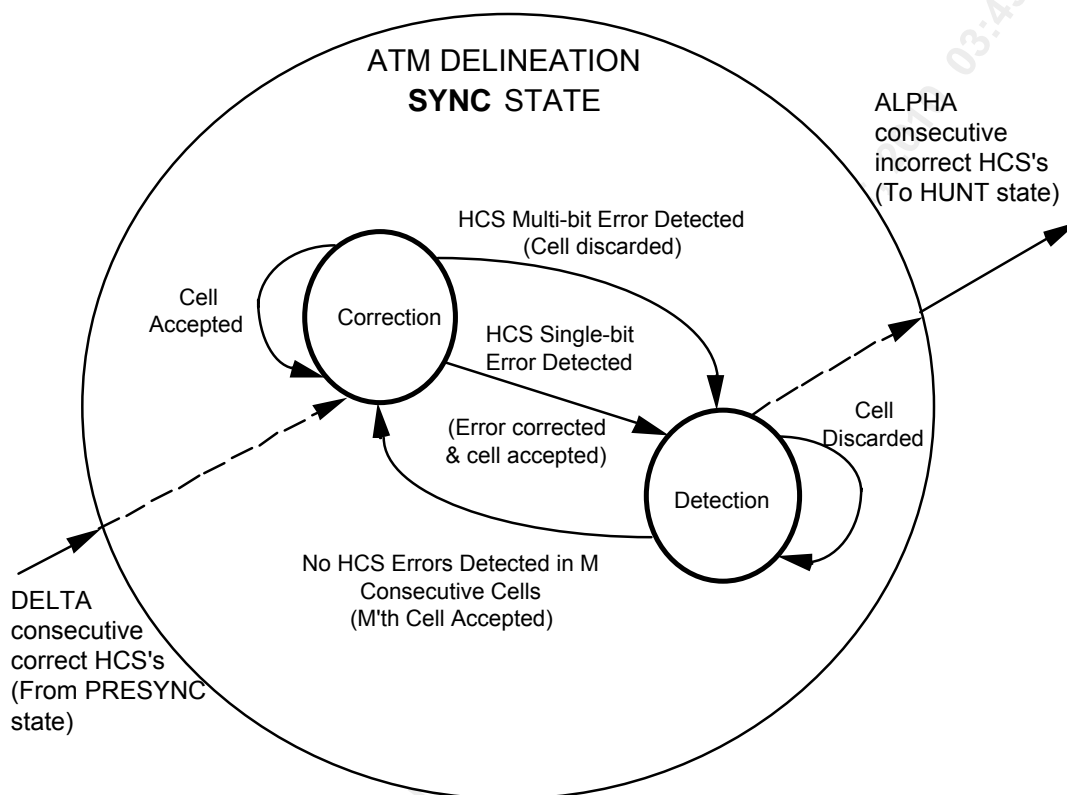 ATM DELINEATION
SYNC STATE
ALPHA
consecutive
incorrect HCS's
(To HUNT state)
HCS Multi-bit Error Detected
(Cell discarded)
Cell
Accepted
Correction
HCS Single-bit
Error Detected
(Error corrected
& cell accepted)
Cell
Discarded
Detection
No HCS Errors Detected in M
Consecutive Cells
(M'th Cell Accepted)
DELTA
consecutive
correct HCS's
(From PRESYNC
state)